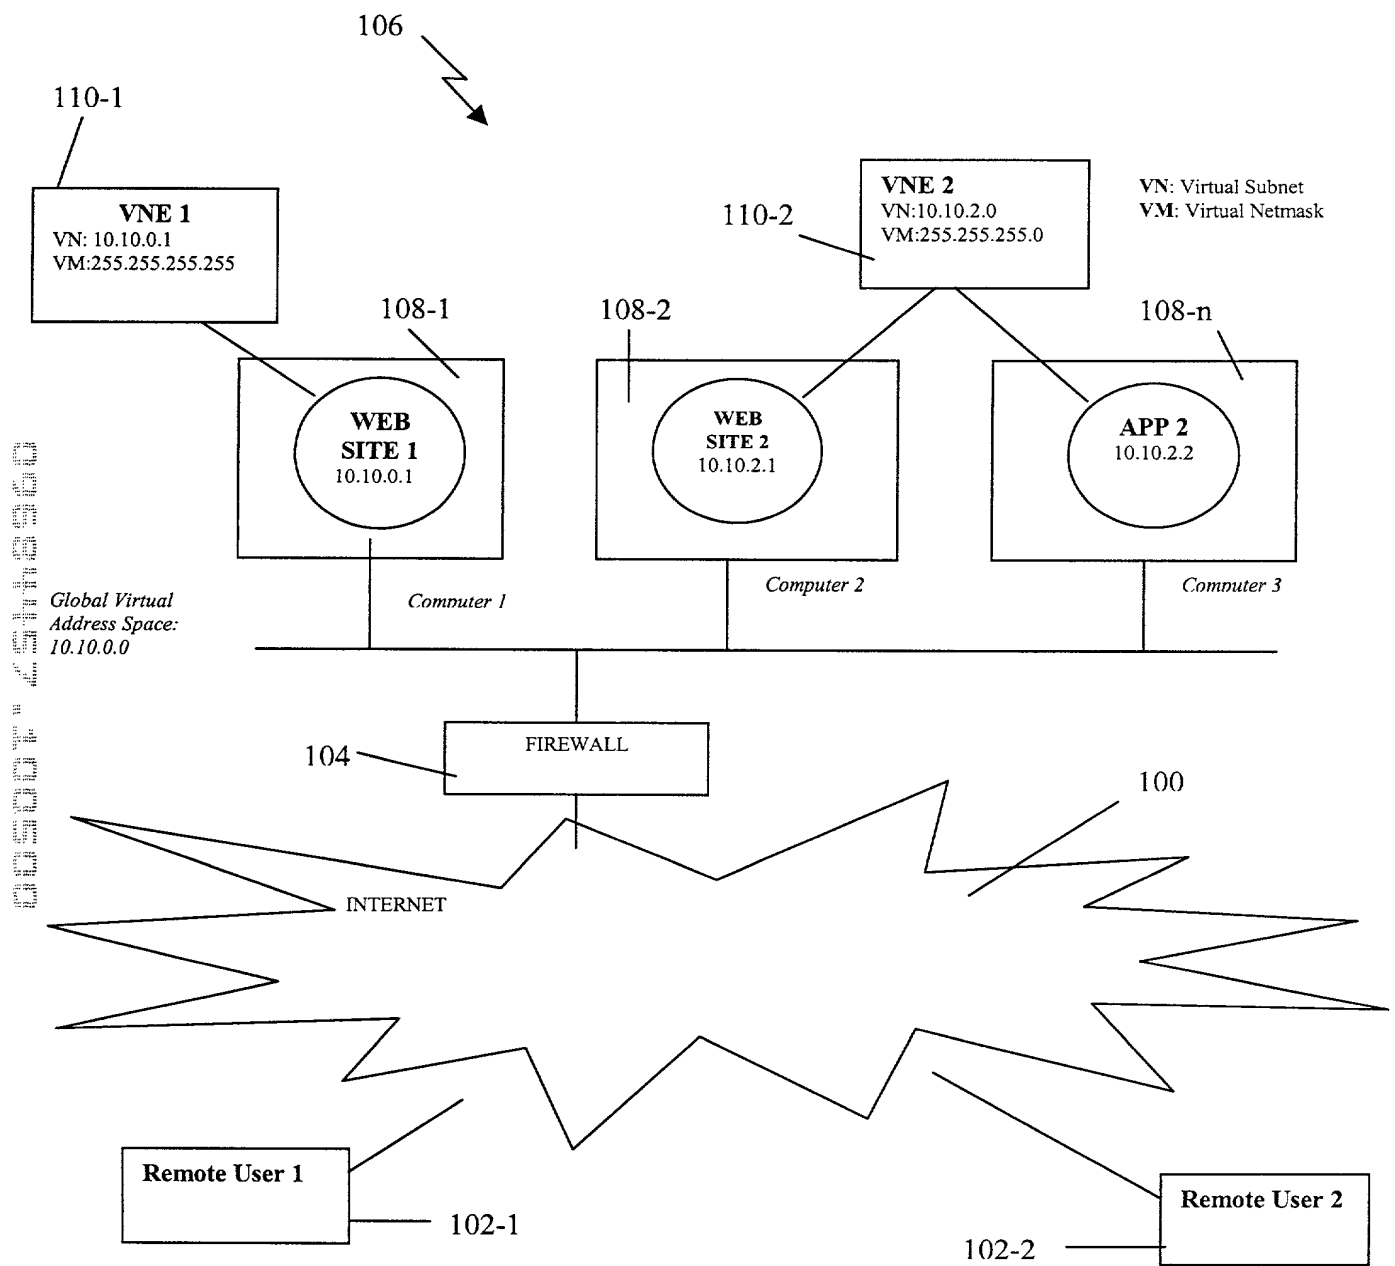 106
110-1
VNE 1
VN: 10.10.0.1
VM:255.255.255.255
VNE 2
VN:10.10.2.0
VM:255.255.255.0
110-2
VN: Virtual Subnet
VM: Virtual Netmask
108-1
108-2
108-n
WEB
SITE 1
10.10.0.1
WEB
SITE 2
10.10.2.1
APP 2
10.10.2.2
Computer 1
Computer 2
Computer 3
Global Virtual
Address Space:
10.10.0.0
FIREWALL
104
100
INTERNET
Remote User 1
102-1
Remote User 2
102-2